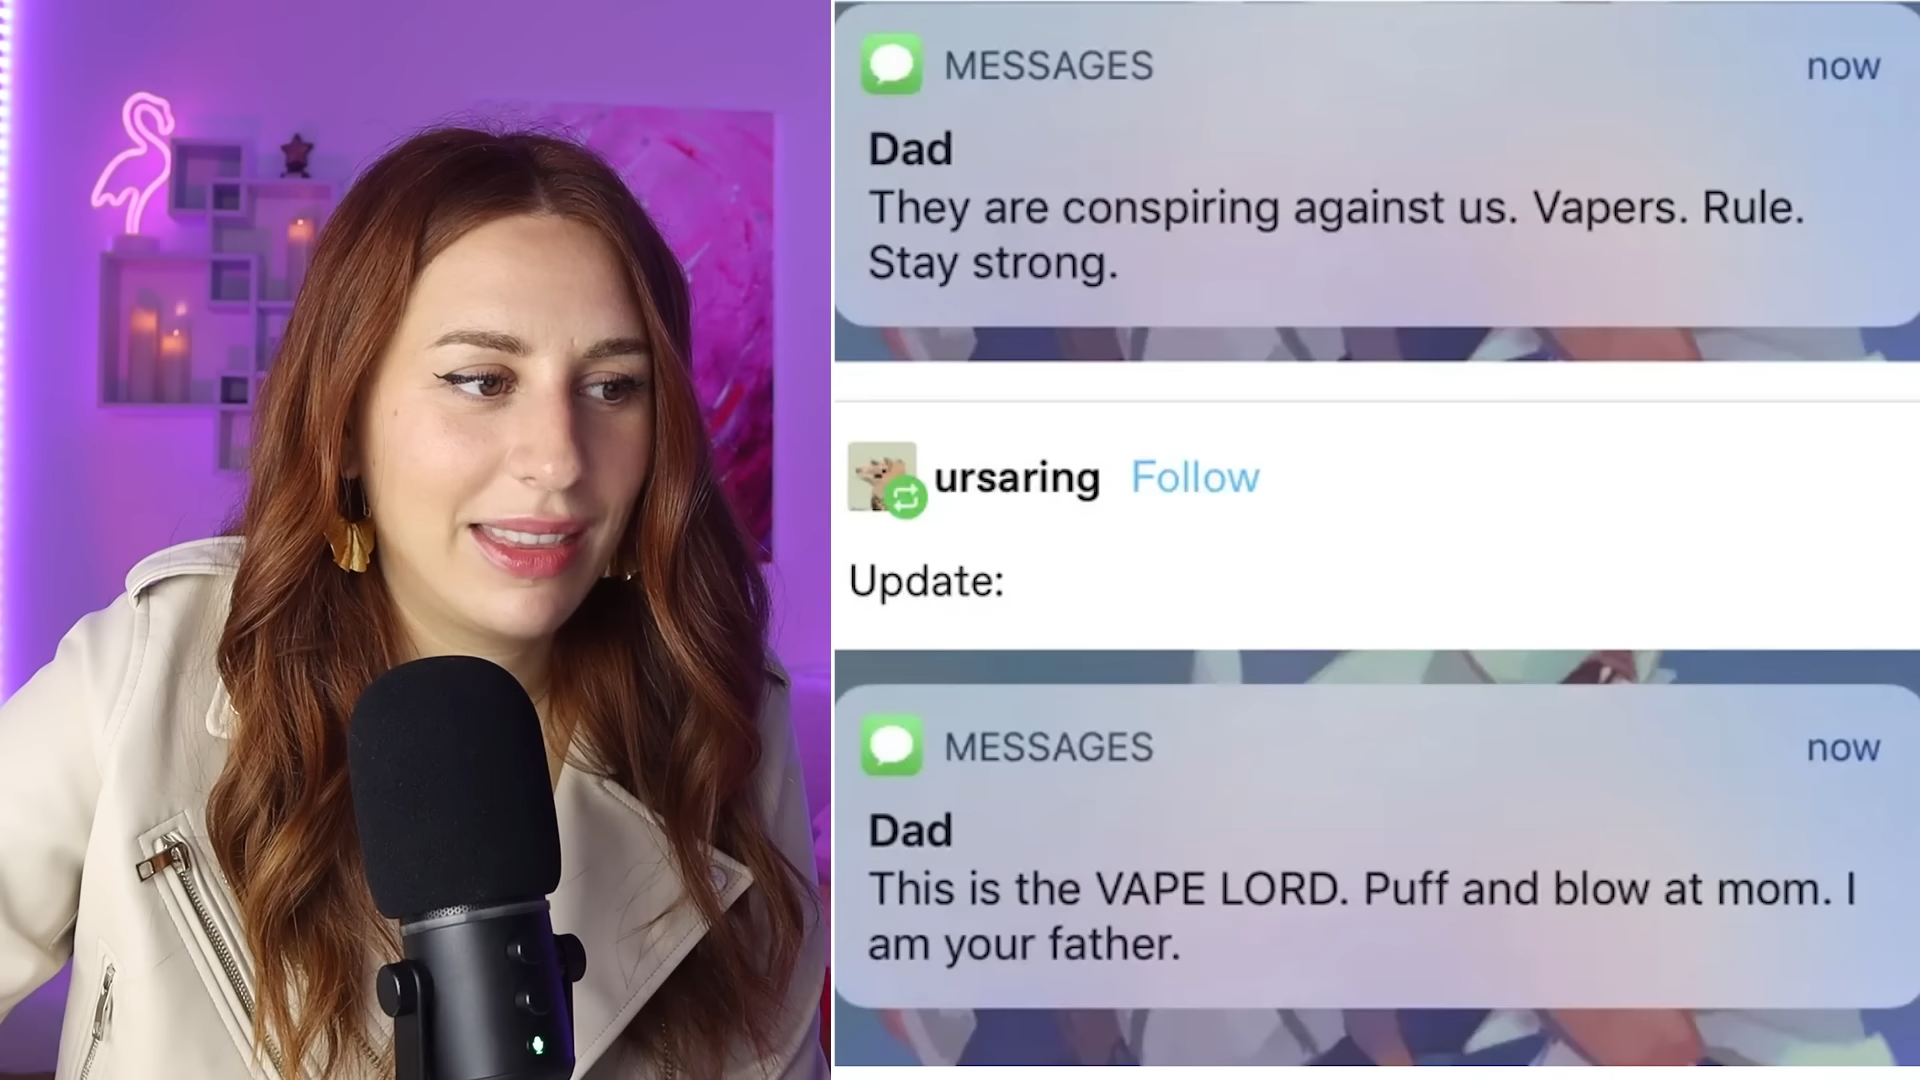 MESSAGES now
Dad
They are conspiring against us. Vapers. Rule.
Stay strong.
ursaring Follow
Update:
MESSAGES now
Dad
This is the VAPE LORD. Puff and blow at mom. I
am your father.